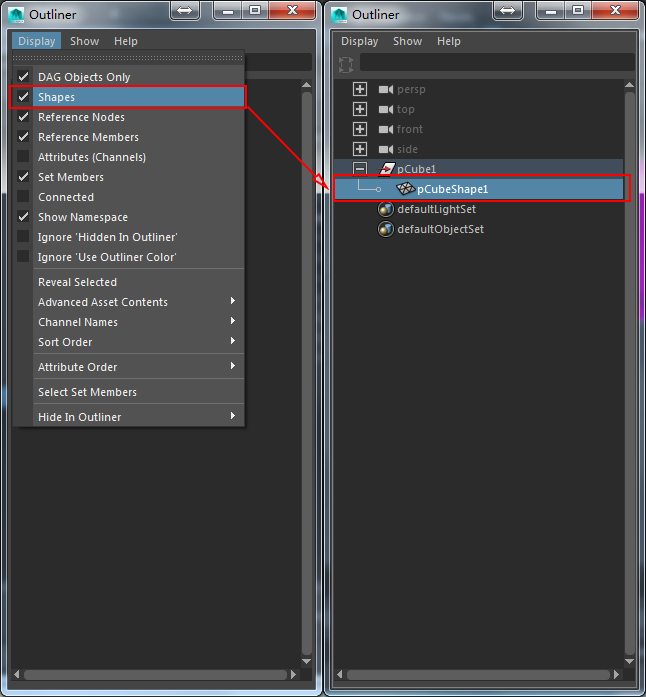 Outliner
Display Show Help
DAG Objects Only
Shapes
Reference Nodes
Reference Members
Attributes (Channels)
Set Members
Connected
Show Namespace
Ignore 'Hidden In Outliner'
Ignore 'Use Outliner Color'
Reveal Selected
Advanced Asset Contents
Channel Names
Sort Order
Attribute Order
Select Set Members
Hide In Outliner
Outliner
Display Show Help
persp
top
front
side
pCube1
pCubeShape1
defaultLightSet
defaultObjectSet